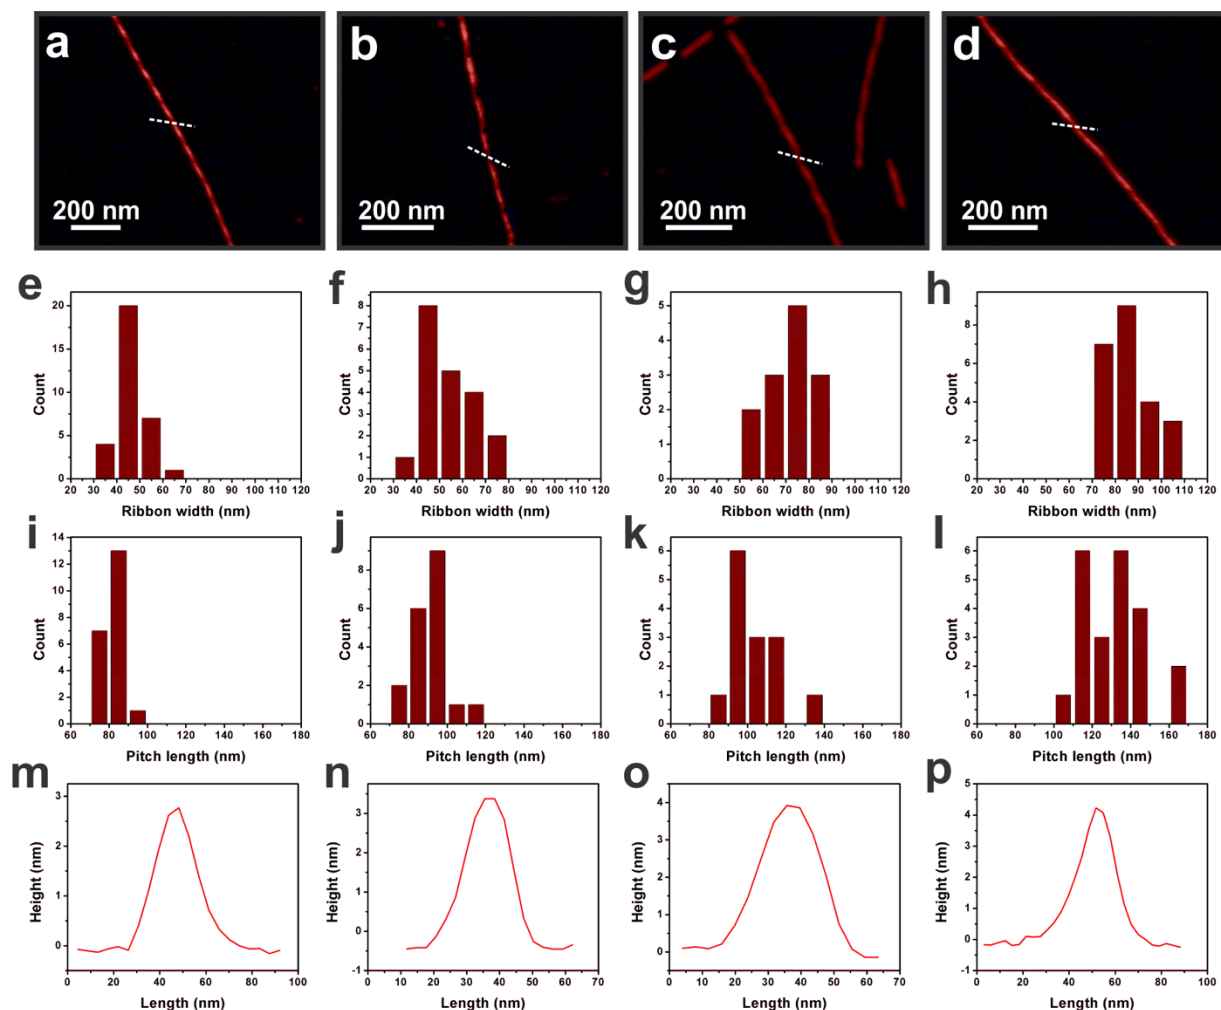 a b c d
200 nm 200 nm 200 nm 200 nm
e f g h
20 15 10 5 0
Count
20 30 40 50 60 70 80 90 100 110 120
Ribbon width (nm)
8 7 6 5 4 3 2 1 0
Count
20 30 40 50 60 70 80 90 100 110 120
Ribbon width (nm)
5 4 3 2 1 0
Count
20 30 40 50 60 70 80 90 100 110 120
Ribbon width (nm)
8 6 4 2 0
Count
20 30 40 50 60 70 80 90 100 110 120
Ribbon width (nm)
i j k l
14 12 10 8 6 4 2 0
Count
60 80 100 120 140 160 180
Pitch length (nm)
8 6 4 2 0
Count
60 80 100 120 140 160 180
Pitch length (nm)
6 5 4 3 2 1 0
Count
60 80 100 120 140 160 180
Pitch length (nm)
6 5 4 3 2 1 0
Count
60 80 100 120 140 160 180
Pitch length (nm)
m n o p
3 2 1 0
Height (nm)
0 20 40 60 80 100
Length (nm)
3 2 1 0 -1
Height (nm)
0 10 20 30 40 50 60 70
Length (nm)
4 3 2 1 0
Height (nm)
0 10 20 30 40 50 60 70
Length (nm)
5 4 3 2 1 0 -1
Height (nm)
0 20 40 60 80 100
Length (nm)